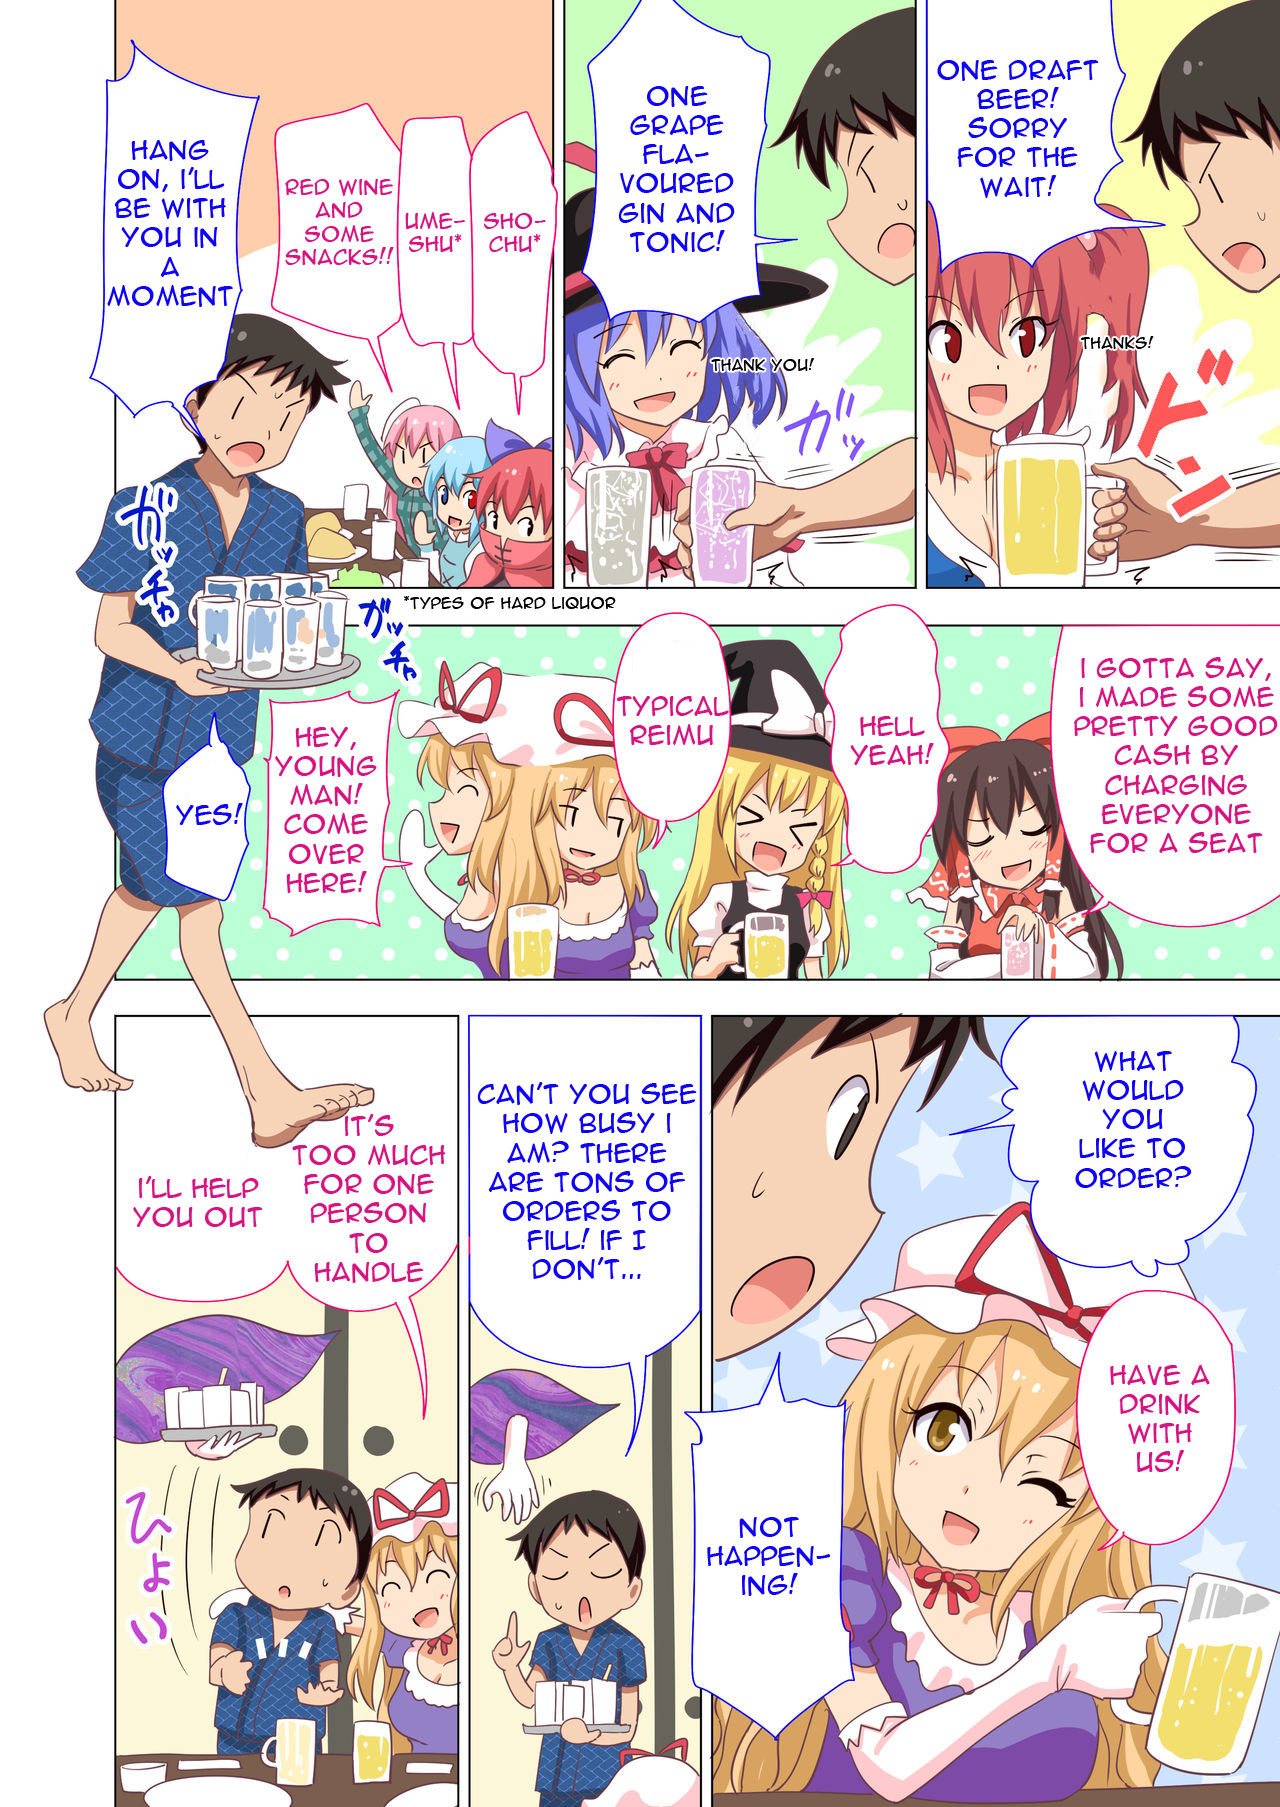 ONE DRAFT
BEER!
SORRY
FOR THE
WAIT!
THANKS!
ドン
ONE
GRAPE
FLA-
VOURED
GIN AND
TONIC!
THANK YOU!
ガッ
SHO-
CHU*
UME-
SHU*
RED WINE
AND
SOME
SNACKS!!
HANG
ON, I'LL
BE WITH
YOU IN
A
MOMENT
ガッチャ
ガッチャ
*TYPES OF HARD LIQUOR
I GOTTA SAY,
I MADE SOME
PRETTY GOOD
CASH BY
CHARGING
EVERYONE
FOR A SEAT
HELL
YEAH!
TYPICAL
REIMU
HEY,
YOUNG
MAN!
COME
OVER
HERE!
YES!
WHAT
WOULD
YOU
LIKE TO
ORDER?
HAVE A
DRINK
WITH
US!
NOT
HAPPEN-
ING!
CAN'T YOU SEE
HOW BUSY I
AM? THERE
ARE TONS OF
ORDERS TO
FILL! IF I
DON'T...
IT'S
TOO MUCH
FOR ONE
PERSON
TO
HANDLE
I'LL HELP
YOU OUT
ひょい